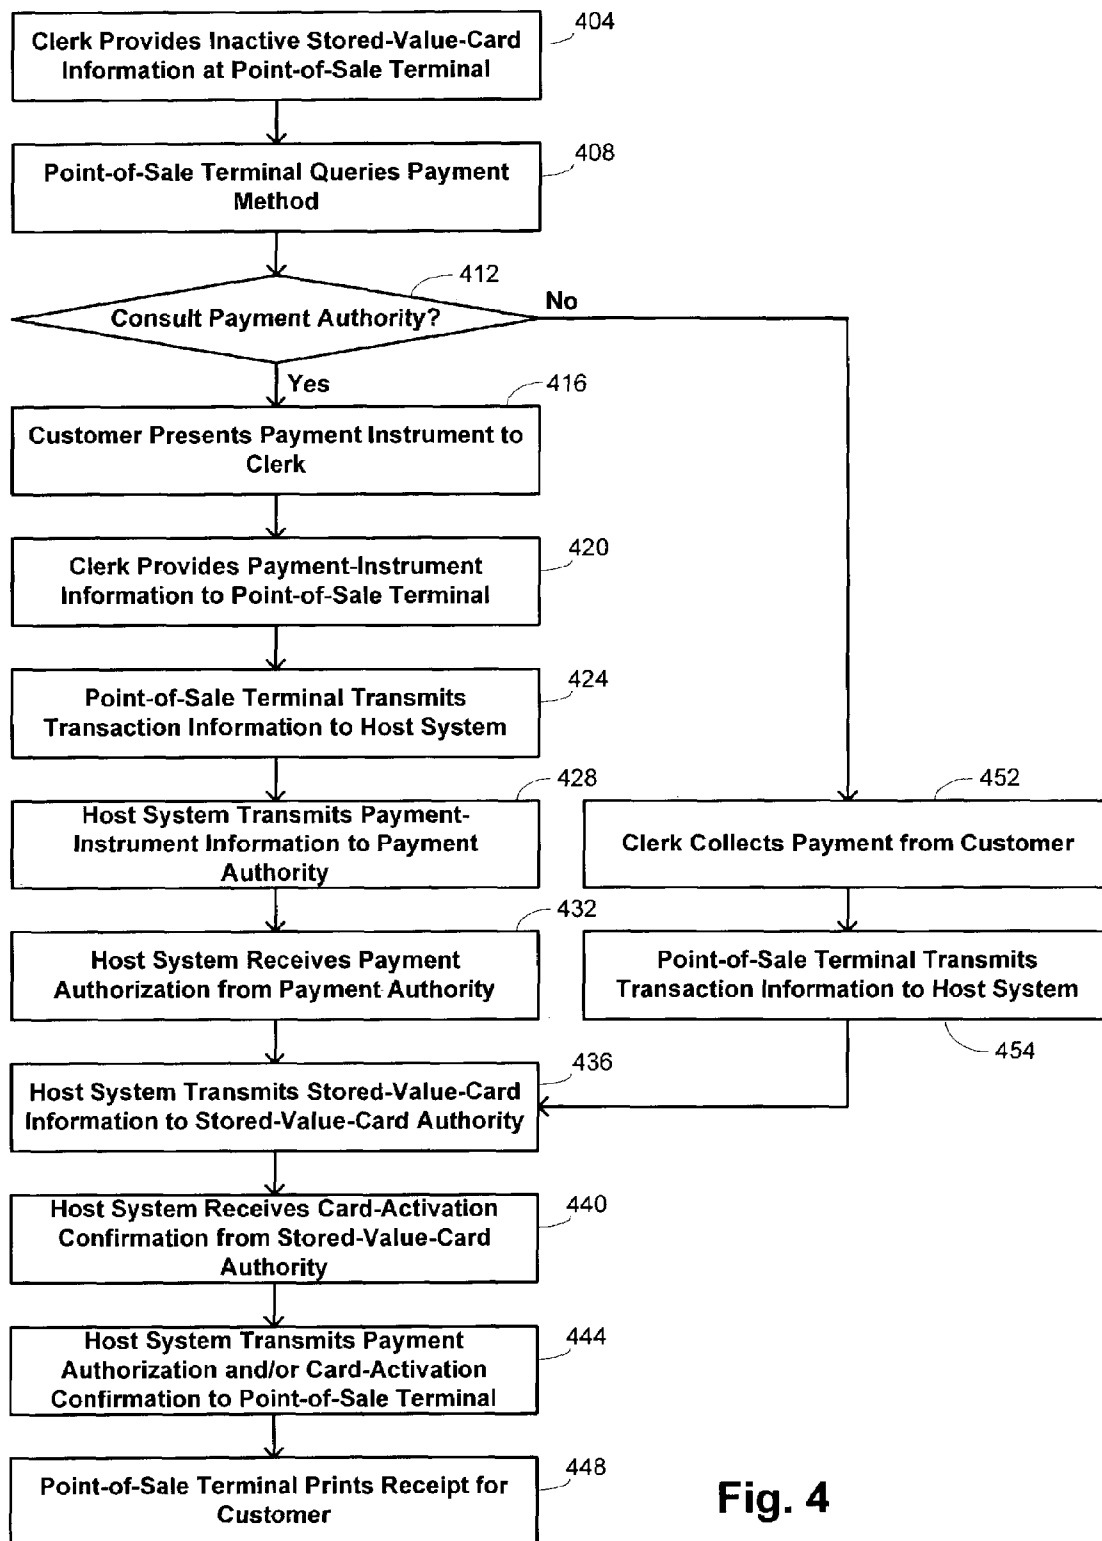 404
Clerk Provides Inactive Stored-Value-Card
Information at Point-of-Sale Terminal
408
Point-of-Sale Terminal Queries Payment
Method
412
Consult Payment Authority?
No
Yes
416
Customer Presents Payment Instrument to
Clerk
420
Clerk Provides Payment-Instrument
Information to Point-of-Sale Terminal
424
Point-of-Sale Terminal Transmits
Transaction Information to Host System
428
Host System Transmits Payment-
Instrument Information to Payment
Authority
452
Clerk Collects Payment from Customer
432
Host System Receives Payment
Authorization from Payment Authority
Point-of-Sale Terminal Transmits
Transaction Information to Host System
454
436
Host System Transmits Stored-Value-Card
Information to Stored-Value-Card Authority
440
Host System Receives Card-Activation
Confirmation from Stored-Value-Card
Authority
444
Host System Transmits Payment
Authorization and/or Card-Activation
Confirmation to Point-of-Sale Terminal
448
Point-of-Sale Terminal Prints Receipt for
Customer
Fig. 4